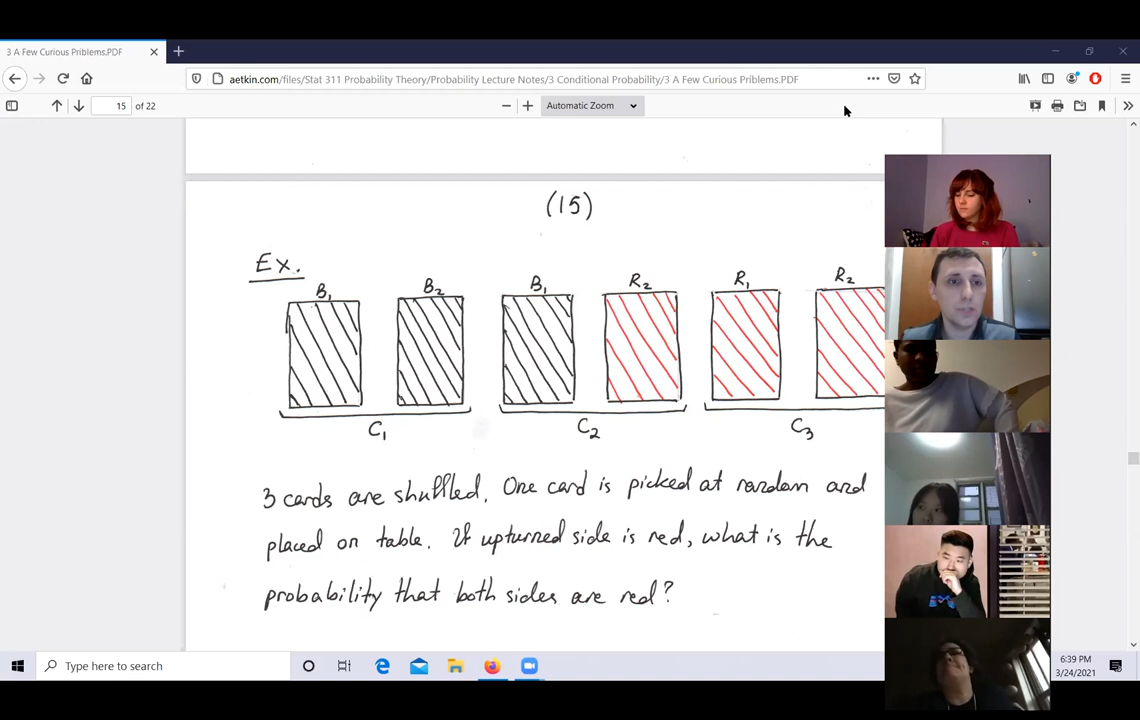 3 A Few Curious Priblems.PDF
aetkin.com/files/Stat 311 Probability Theory/Probability Lecture Notes/3 Conditional Probability/3 A Few Curious Priblems.PDF
15 of 22
Automatic Zoom
(15)
Ex.
B₁ B₂ B₁ R₂ R₁ R₂
C₁ C₂ C₃
3 cards are shuffled. One card is picked at random and
placed on table. If upturned side is red, what is the
probability that both sides are red?
Type here to search
6:39 PM
3/24/2021